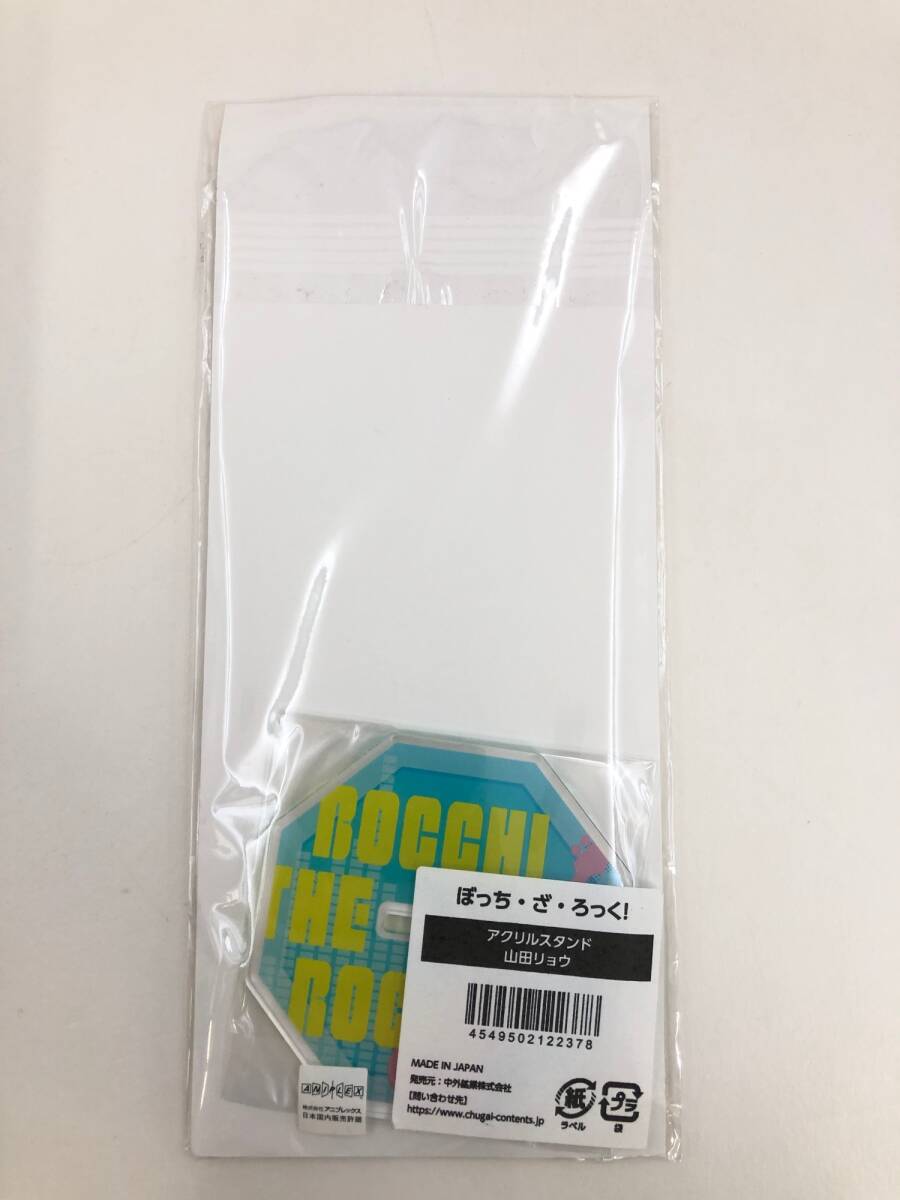 BOCCHI
THE
ROC
ぼっち・ざ・ろっく!
アクリルスタンド
山田リョウ
4549502122378
MADE IN JAPAN
発売元:中外鉱業株式会社
【問い合わせ先】
https://www.chugai-contents.jp
紙
ラベル
プラ
袋
ANIPLEX
株式会社アニプレックス
日本国内販売許諾